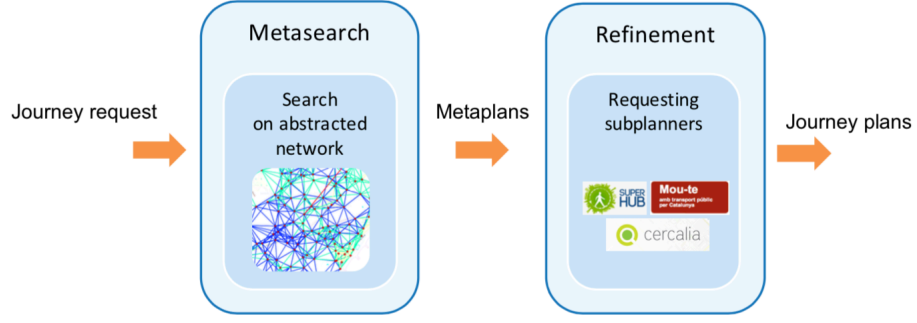 Metasearch
Refinement
Journey request
Search
on abstracted
network
Metaplans
Requesting
subplanners
Journey plans
SUPER
HUB
Mou-te
amb transport públic
per Catalunya
cercalia